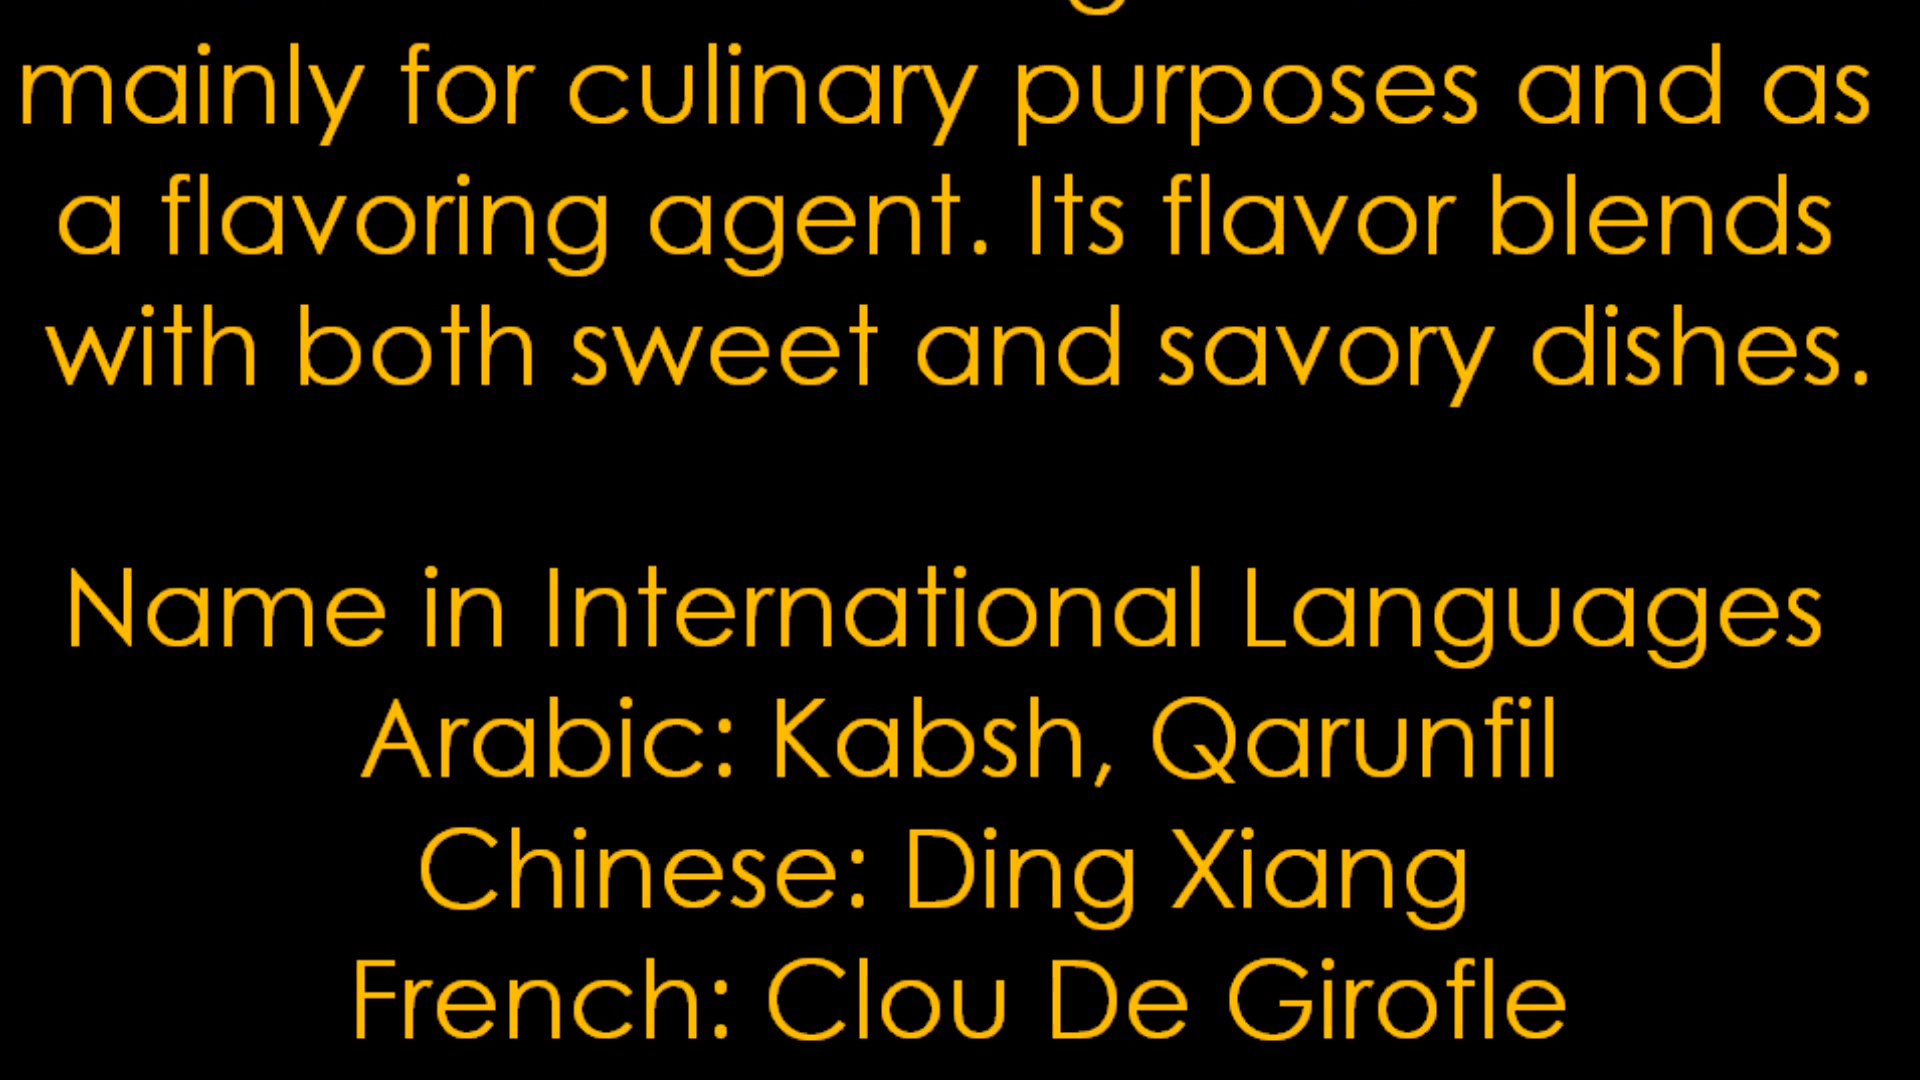 mainly for culinary purposes and as
a flavoring agent. Its flavor blends
with both sweet and savory dishes.
Name in International Languages
Arabic: Kabsh, Qarunfil
Chinese: Ding Xiang
French: Clou De Girofle